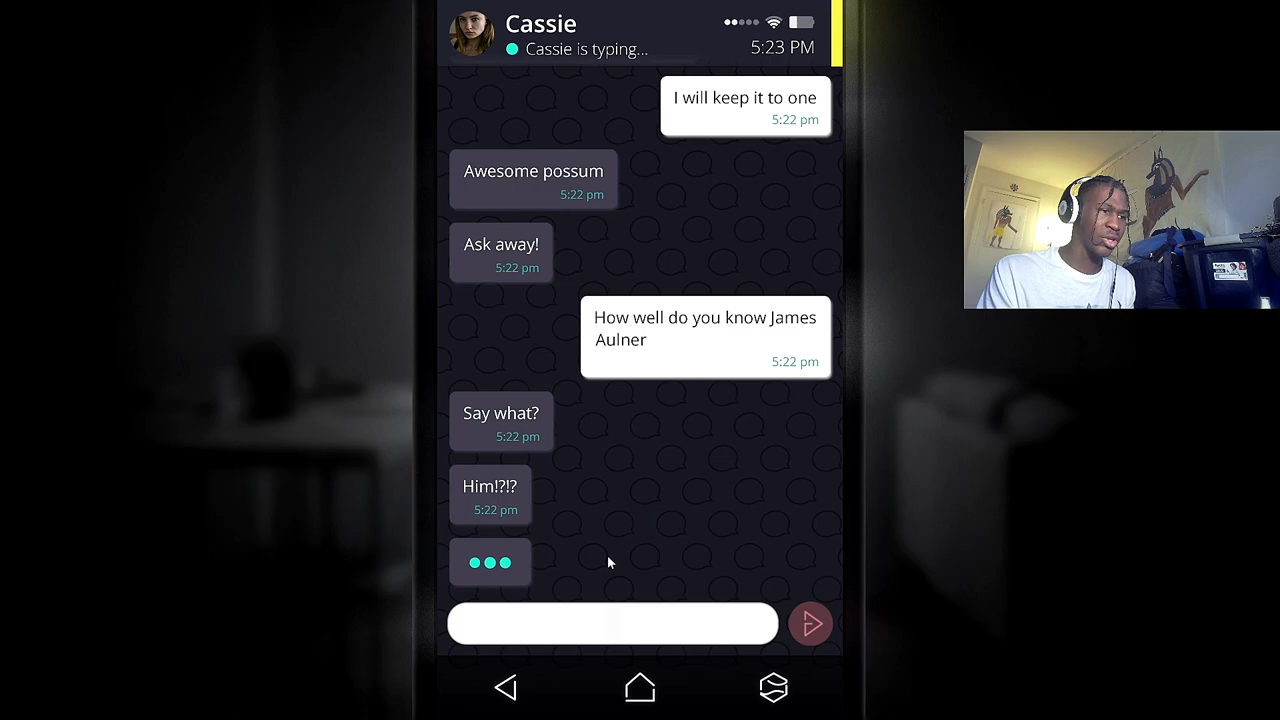 Cassie
Cassie is typing...
5:23 PM
I will keep it to one
5:22 pm
Awesome possum
5:22 pm
Ask away!
5:22 pm
How well do you know James
Aulner
5:22 pm
Say what?
5:22 pm
Him!?!?
5:22 pm